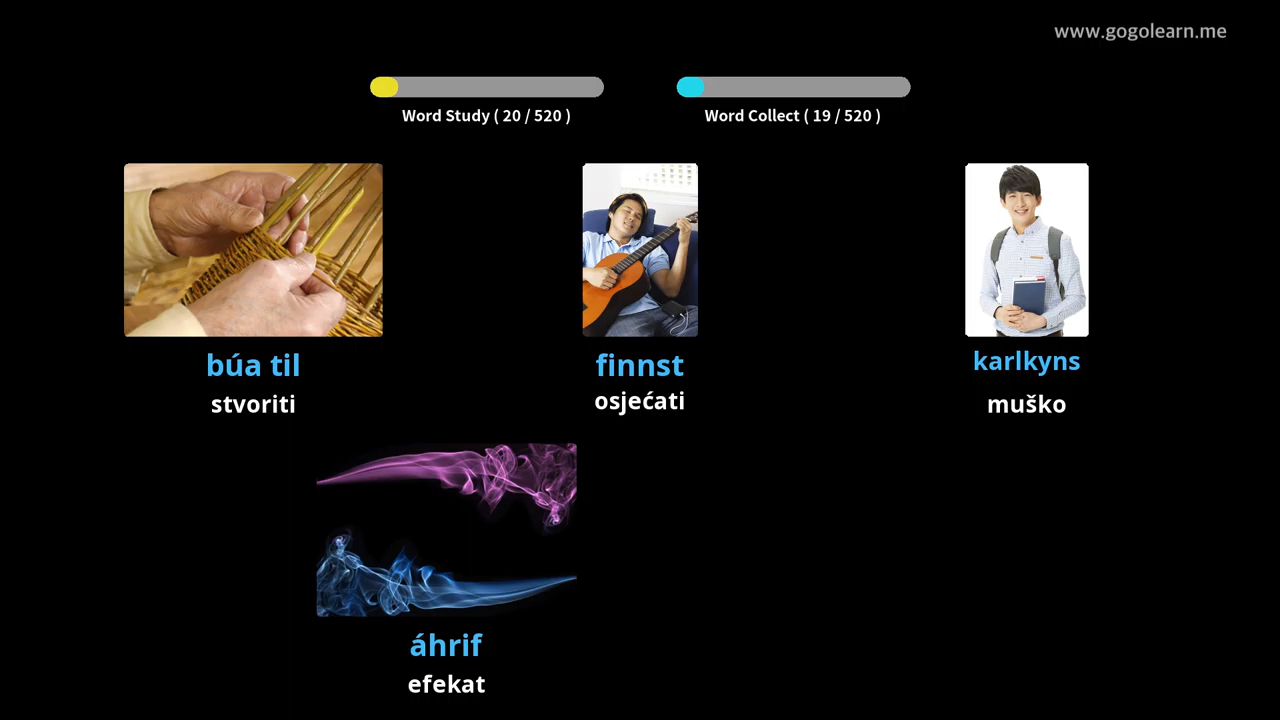 www.gogolearn.me
Word Study ( 20 / 520 )
Word Collect ( 19 / 520 )
búa til
stvoriti
finnst
osjećati
karlkyns
muško
áhrif
efekat